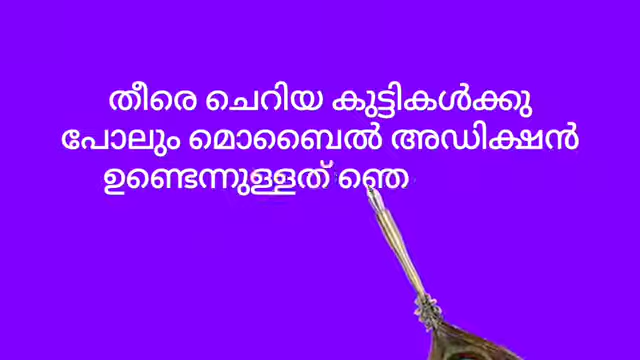 തീരെ ചെറിയ കുട്ടികൾക്കു
പോലും മൊബൈൽ അഡിക്ഷൻ
ഉണ്ടെന്നുള്ളത് ഞെ